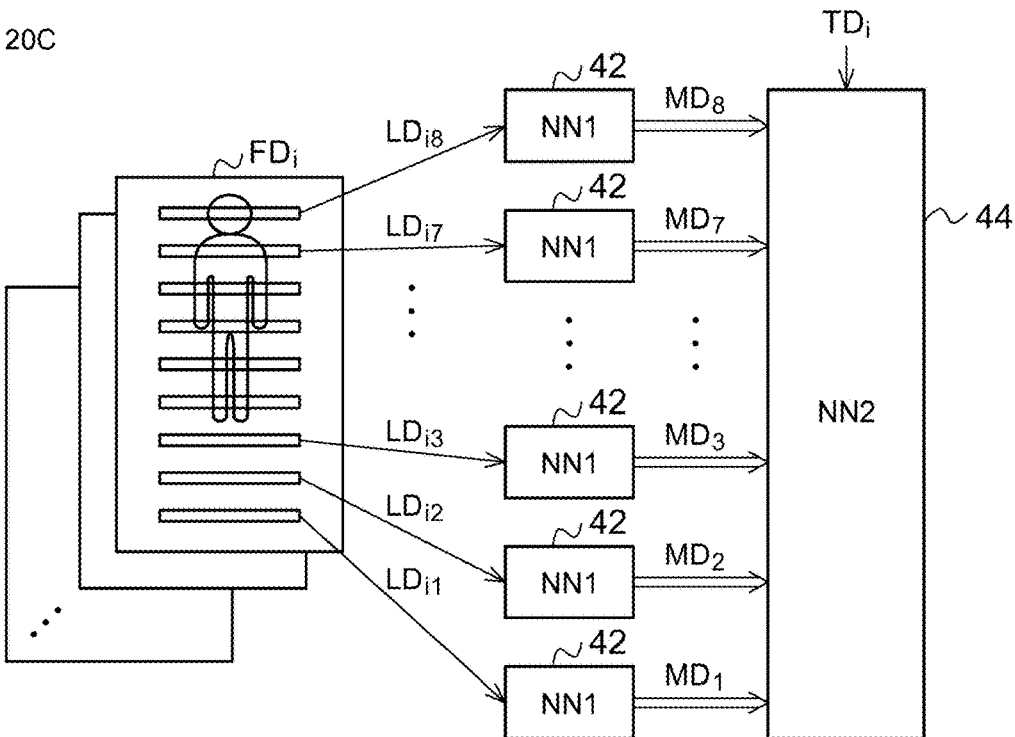 20C
TDi
42
NN1
MD8
LDi8
FDi
42
NN1
MD7
LDi7
44
NN2
42
NN1
MD3
LDi3
42
NN1
MD2
LDi2
42
NN1
MD1
LDi1